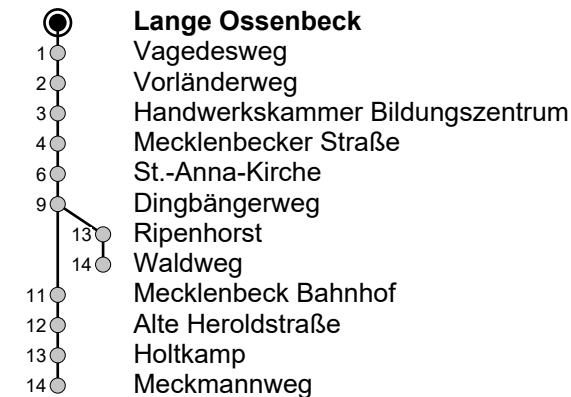 Lange Ossenbeck
1 Vagedesweg
2 Vorländerweg
3 Handwerkskammer Bildungszentrum
4 Mecklenbecker Straße
6 St.-Anna-Kirche
9 Dingbängerweg
13 Ripenhorst
14 Waldweg
11 Mecklenbeck Bahnhof
12 Alte Heroldstraße
13 Holtkamp
14 Meckmannweg